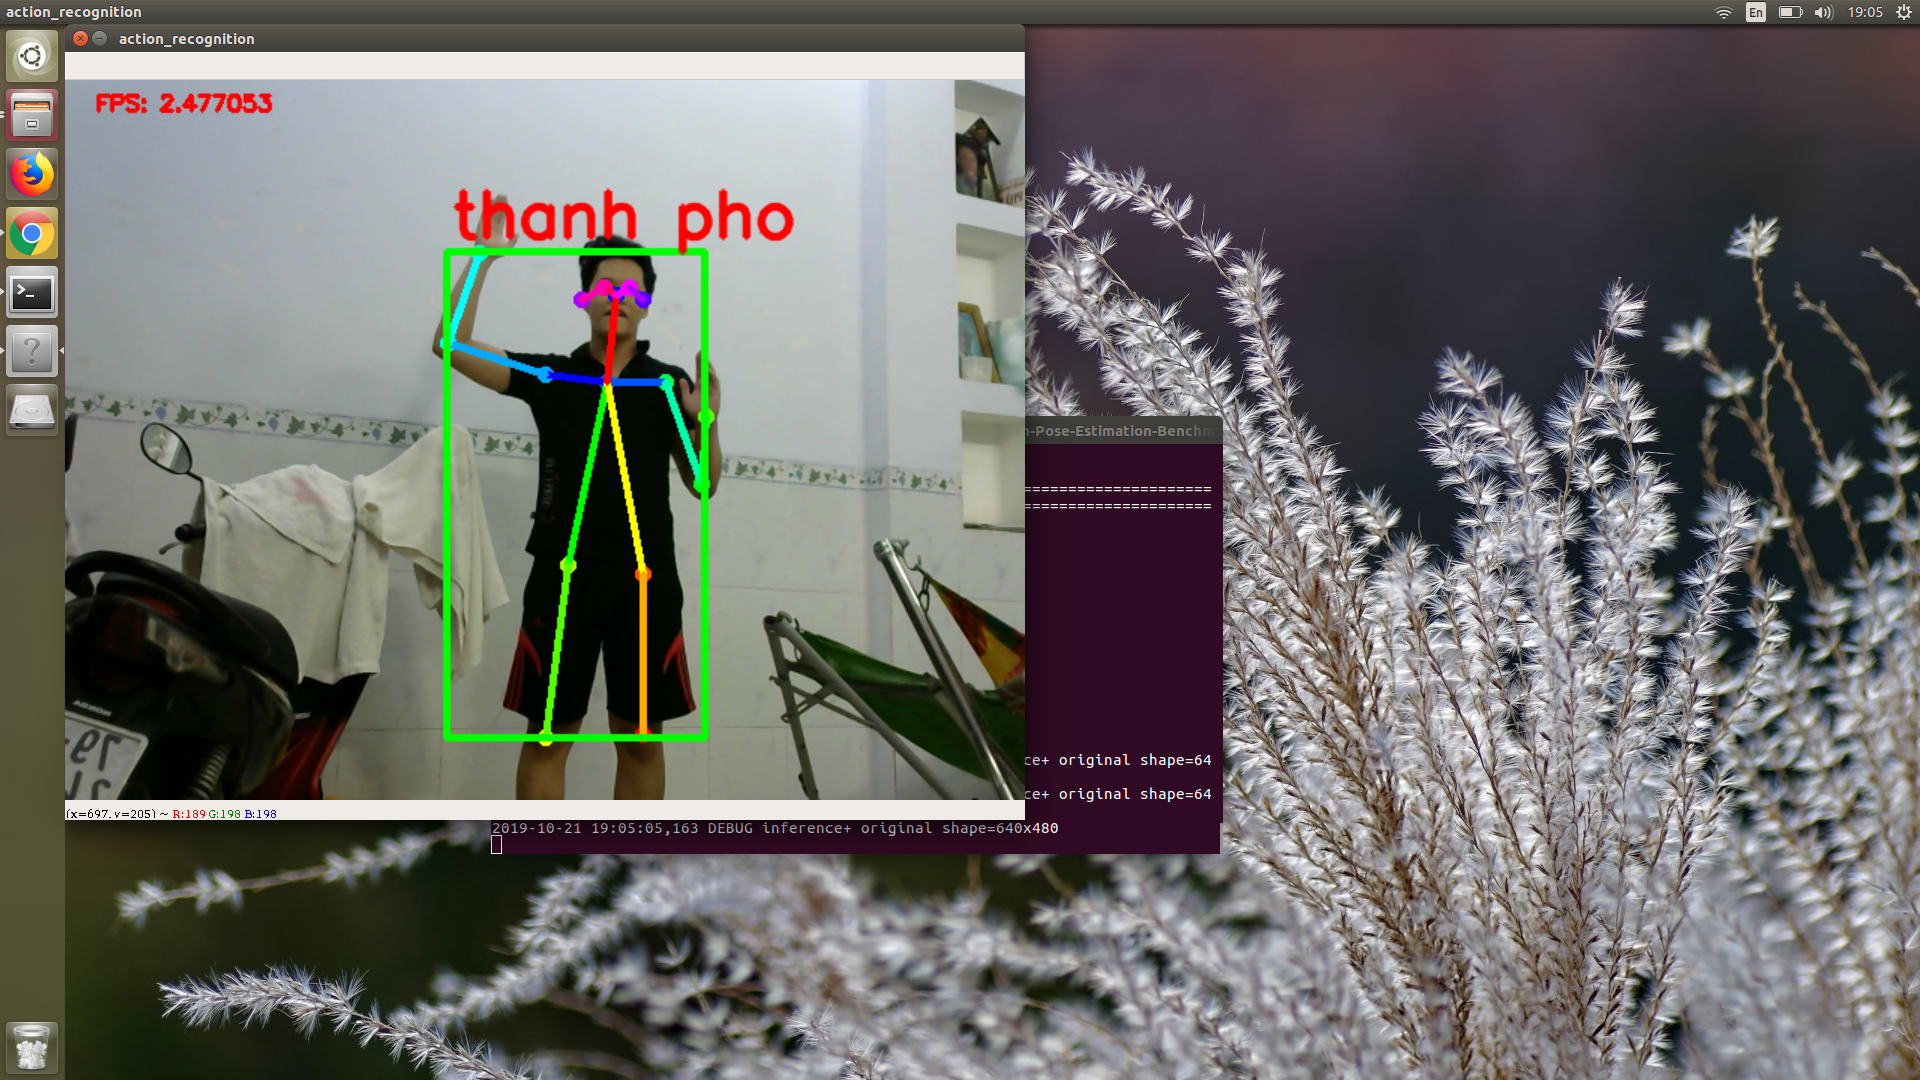 action_recognition
En
19:05
action_recognition
FPS: 2.477053
thanh pho
n-Pose-Estimation-Benchm
=====================
=====================
ce+ original shape=64
ce+ original shape=64
(x=697, y=205) ~ R:189 G:198 B:198
2019-10-21 19:05:05,163 DEBUG inference+ original shape=640x480